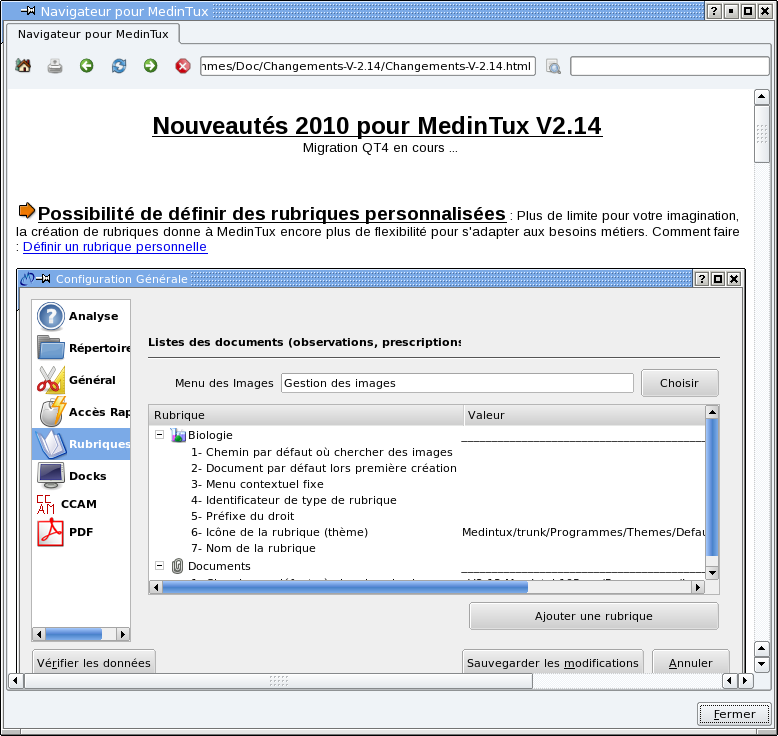 Navigateur pour MedinTux
Navigateur pour MedinTux
nmes/Doc/Changements-V-2.14/Changements-V-2.14.html
Nouveautés 2010 pour MedinTux V2.14
Migration QT4 en cours ...
Possibilité de définir des rubriques personnalisées : Plus de limite pour votre imagination,
la création de rubriques donne à MedinTux encore plus de flexibilité pour s'adapter aux besoins métiers. Comment faire
: Définir un rubrique personnelle
Configuration Générale
Analyse
Répertoire
Général
Accès Rap
Rubriques
Docks
CCAM
CCAM
PDF
Listes des documents (observations, prescriptions
Menu des Images
Gestion des images
Choisir
Rubrique
Valeur
Biologie
1- Chemin par défaut où chercher des images
2- Document par défaut lors première création
3- Menu contextuel fixe
4- Identificateur de type de rubrique
5- Préfixe du droit
6- Icône de la rubrique (thème)
Medintux/trunk/Programmes/Themes/Defau
7- Nom de la rubrique
Documents
Ajouter une rubrique
Vérifier les données
Sauvegarder les modifications
Annuler
Fermer